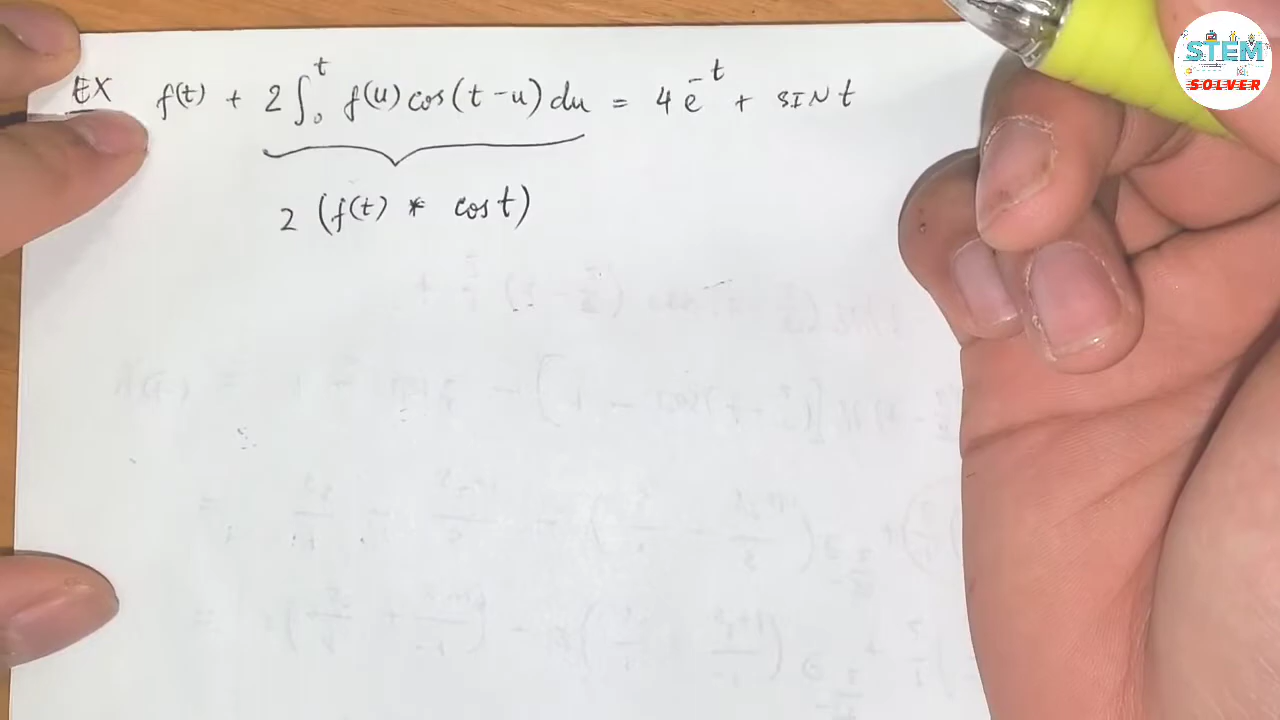 EX f(t) + 2∫₀ᵗ f(u) cos(t-u) du = 4e⁻ᵗ + SIN t
2 (f(t) * cos t)
STEM
SOLVER